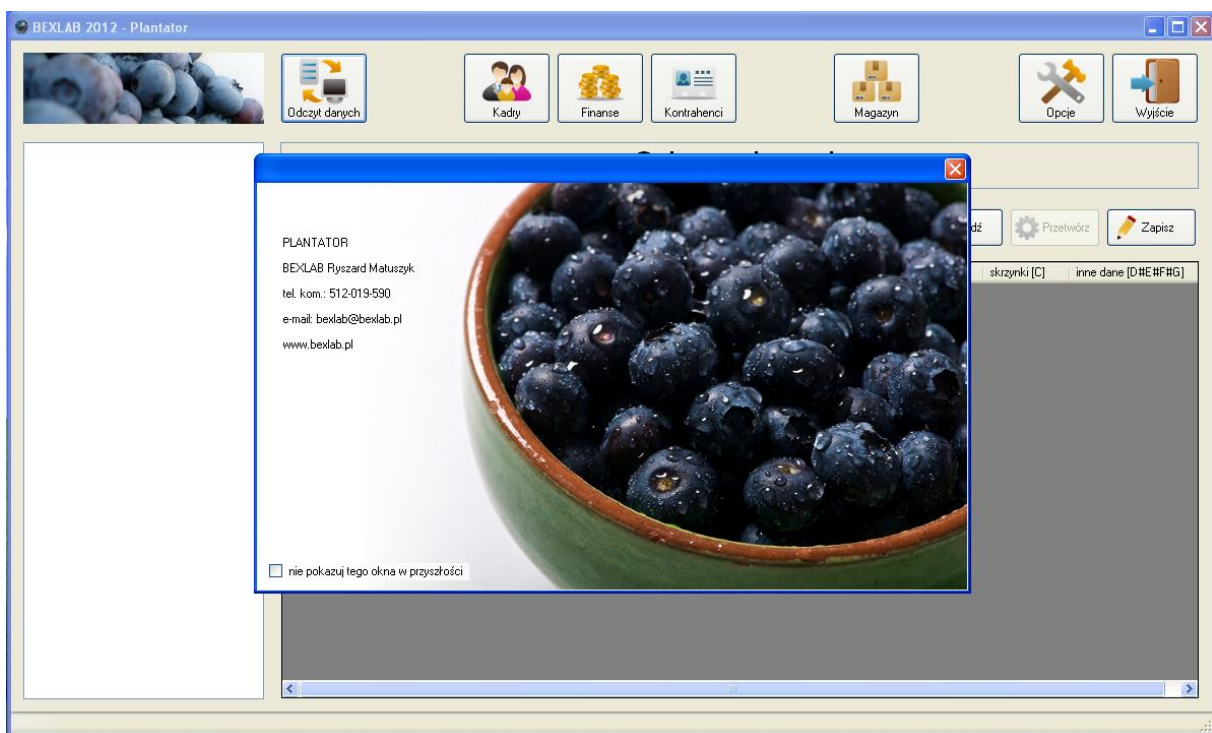 BEXLAB 2012 - Plantator
Odczyt danych
Kadry
Finanse
Kontrahenci
Magazyn
Opcje
Wyjście
Przetwórz
Zapisz
skrzynki [C]
inne dane [D#E#F#G]
PLANTATOR
BEXLAB Ryszard Matuszyk
tel. kom.: 512-019-590
e-mail: bexlab@bexlab.pl
www.bexlab.pl
nie pokazuj tego okna w przyszłości